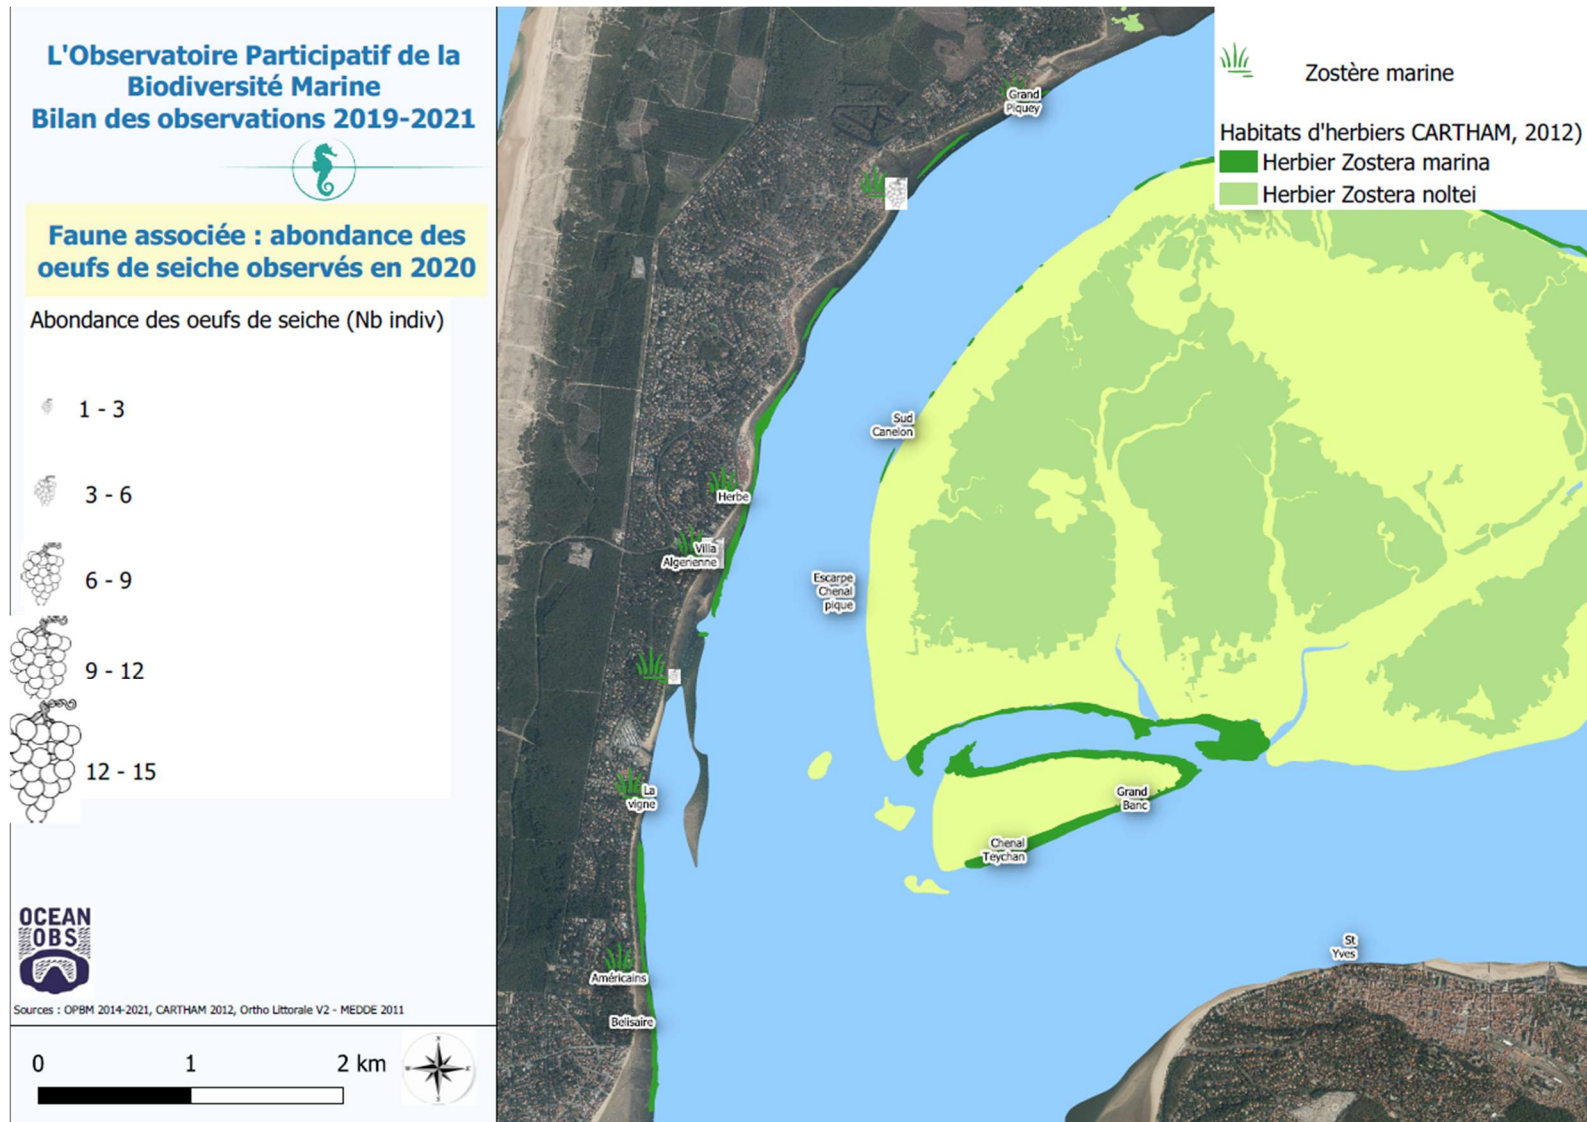 L'Observatoire Participatif de la
Biodiversité Marine
Bilan des observations 2019-2021
Faune associée : abondance des
oeufs de seiche observés en 2020
Abondance des oeufs de seiche (Nb indiv)
1 - 3
3 - 6
6 - 9
9 - 12
12 - 15
OCEAN
OBS
Sources : OPBM 2014-2021, CARTHAM 2012, Ortho Littorale V2 - MEDDE 2011
0 1 2 km
N
W E
S
Zostère marine
Habitats d'herbiers CARTHAM, 2012)
Herbier Zostera marina
Herbier Zostera noltei
Grand
Piquey
Sud
Canelon
Herbe
Villa
Algerienne
Escarpe
Chenal
pique
La
vigne
Grand
Banc
Chenal
Teychan
St
Yves
Américains
Belisaire